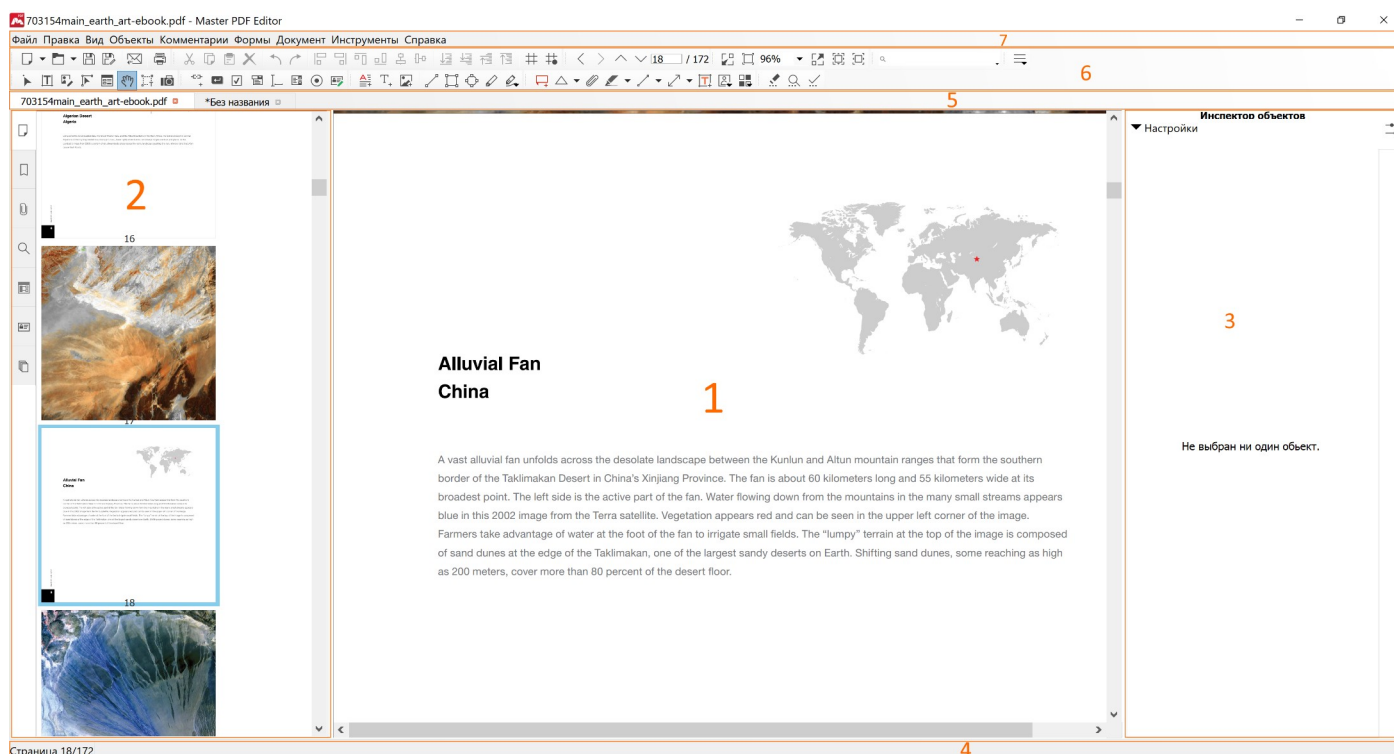 703154main_earth_art-ebook.pdf - Master PDF Editor
Файл Правка Вид Объекты Комментарии Формы Документ Инструменты Справка
7
18 / 172 96%
6
703154main_earth_art-ebook.pdf *Без названия
5
Algerian Desert
Algeria
2
16
17
Alluvial Fan
China
18
Alluvial Fan
China
1
A vast alluvial fan unfolds across the desolate landscape between the Kunlun and Altun mountain ranges that form the southern
border of the Taklimakan Desert in China's Xinjiang Province. The fan is about 60 kilometers long and 55 kilometers wide at its
broadest point. The left side is the active part of the fan. Water flowing down from the mountains in the many small streams appears
blue in this 2002 image from the Terra satellite. Vegetation appears red and can be seen in the upper left corner of the image.
Farmers take advantage of water at the foot of the fan to irrigate small fields. The “lumpy” terrain at the top of the image is composed
of sand dunes at the edge of the Taklimakan, one of the largest sandy deserts on Earth. Shifting sand dunes, some reaching as high
as 200 meters, cover more than 80 percent of the desert floor.
Инспектор объектов
Настройки
3
Не выбран ни один обьект.
Страница 18/172
4